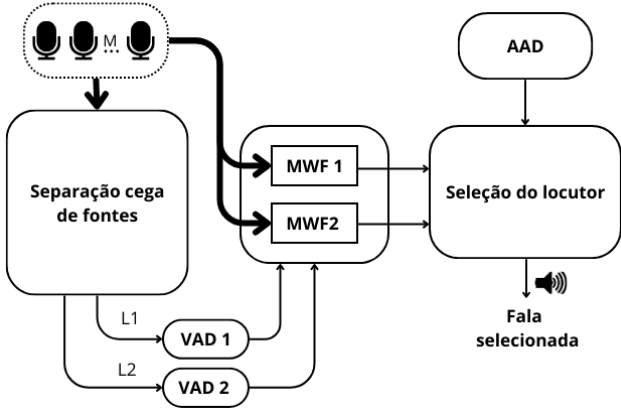 M
...
AAD
Separação cega
de fontes
MWF 1
MWF2
Seleção do locutor
L1
VAD 1
L2
VAD 2
Fala
selecionada